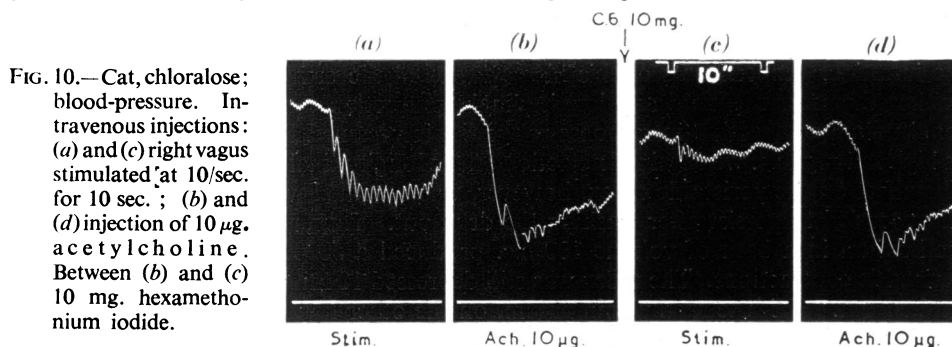 C6 10mg.
(a) (b) (c) (d)
10"
FIG. 10.—Cat, chloralose;
blood-pressure. In-
travenous injections:
(a) and (c) right vagus
stimulated at 10/sec.
for 10 sec.; (b) and
(d) injection of 10 μg.
acetylcholine.
Between (b) and (c)
10 mg. hexametho-
nium iodide.
Stim. Ach. 10 μg. Stim. Ach. 10 μg.